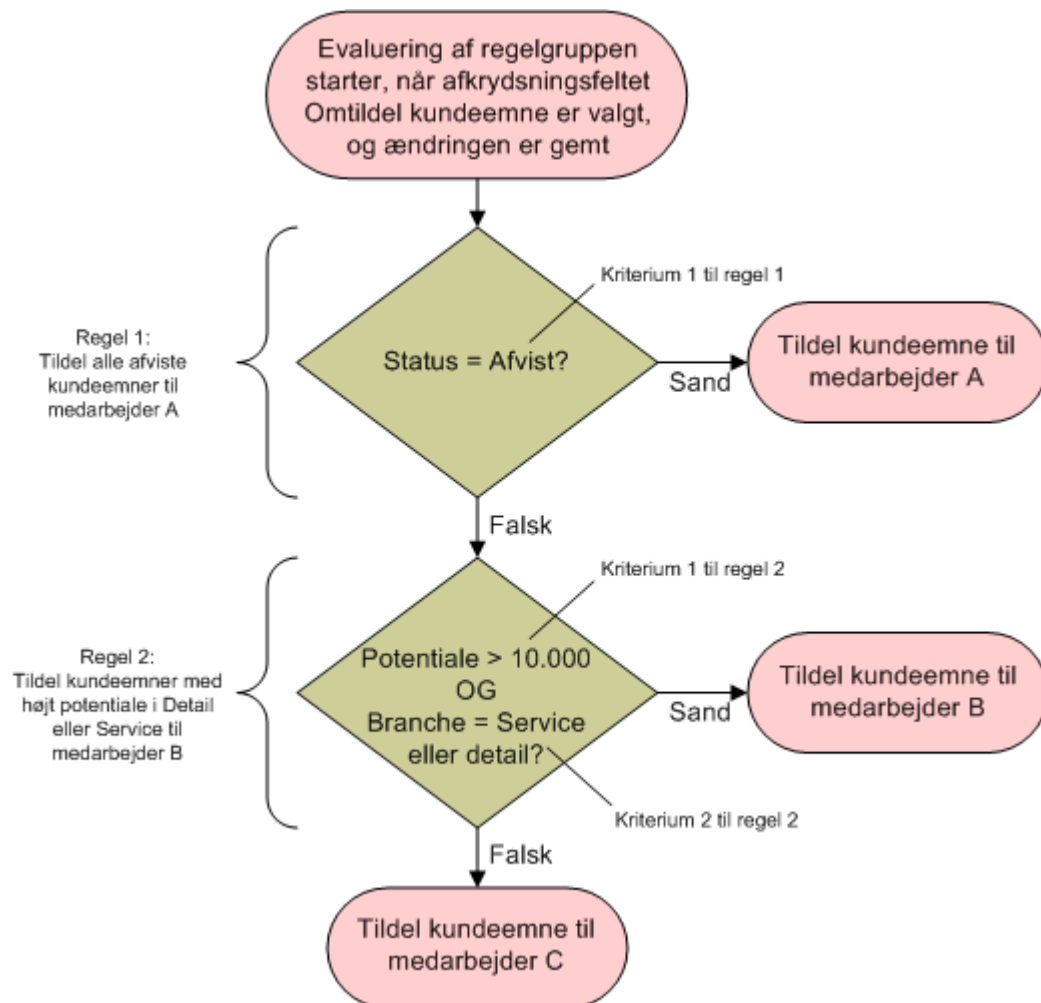 Evaluering af regelgruppen
starter, når afkrydsningsfeltet
Omtildel kundeemne er valgt,
og ændringen er gemt
Kriterium 1 til regel 1
Regel 1:
Tildel alle afviste
kundeemner til
medarbejder A
Status = Afvist?
Sand
Tildel kundeemne til
medarbejder A
Falsk
Kriterium 1 til regel 2
Regel 2:
Tildel kundeemner med
højt potentiale i Detail
eller Service til
medarbejder B
Potentiale > 10.000
OG
Branche = Service
eller detail?
Sand
Tildel kundeemne til
medarbejder B
Kriterium 2 til regel 2
Falsk
Tildel kundeemne til
medarbejder C